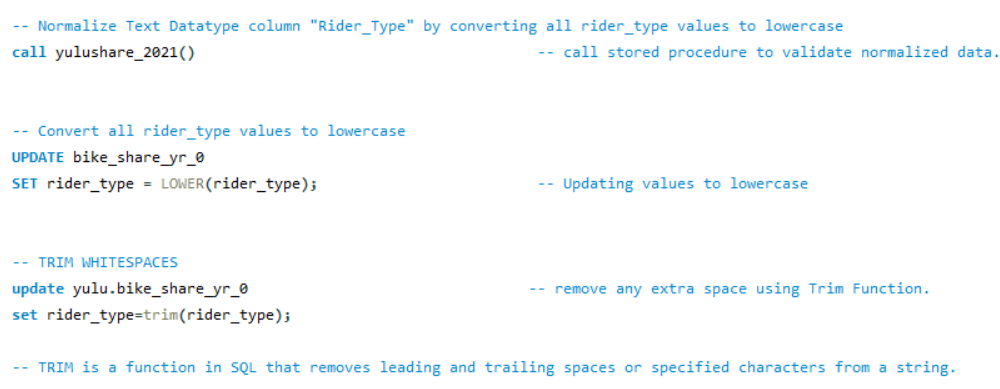 -- Normalize Text Datatype column "Rider_Type" by converting all rider_type values to lowercase
call yulushare_2021() -- call stored procedure to validate normalized data.
-- Convert all rider_type values to lowercase
UPDATE bike_share_yr_0
SET rider_type = LOWER(rider_type); -- Updating values to lowercase
-- TRIM WHITESPACES
update yulu.bike_share_yr_0 -- remove any extra space using Trim Function.
set rider_type=trim(rider_type);
-- TRIM is a function in SQL that removes leading and trailing spaces or specified characters from a string.